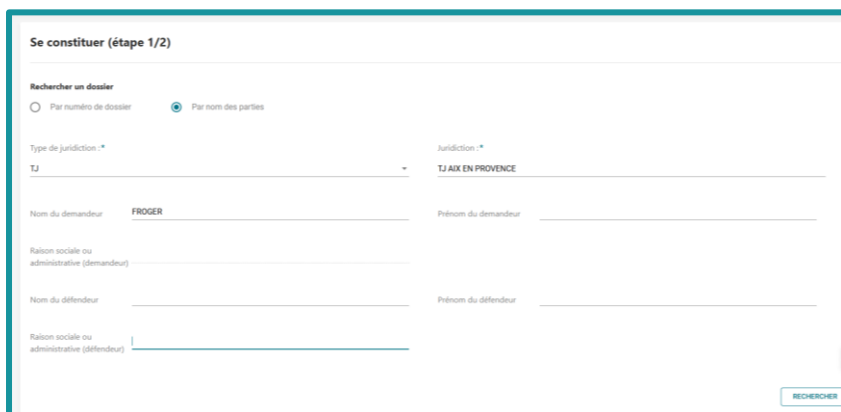 Se constituer (étape 1/2)
Rechercher un dossier
Par numéro de dossier Par nom des parties
Type de juridiction :* Juridiction :*
TJ TJ AIX EN PROVENCE
Nom du demandeur FROGER Prénom du demandeur
Raison sociale ou
administrative (demandeur)
Nom du défendeur Prénom du défendeur
Raison sociale ou
administrative (défendeur)
RECHERCHER